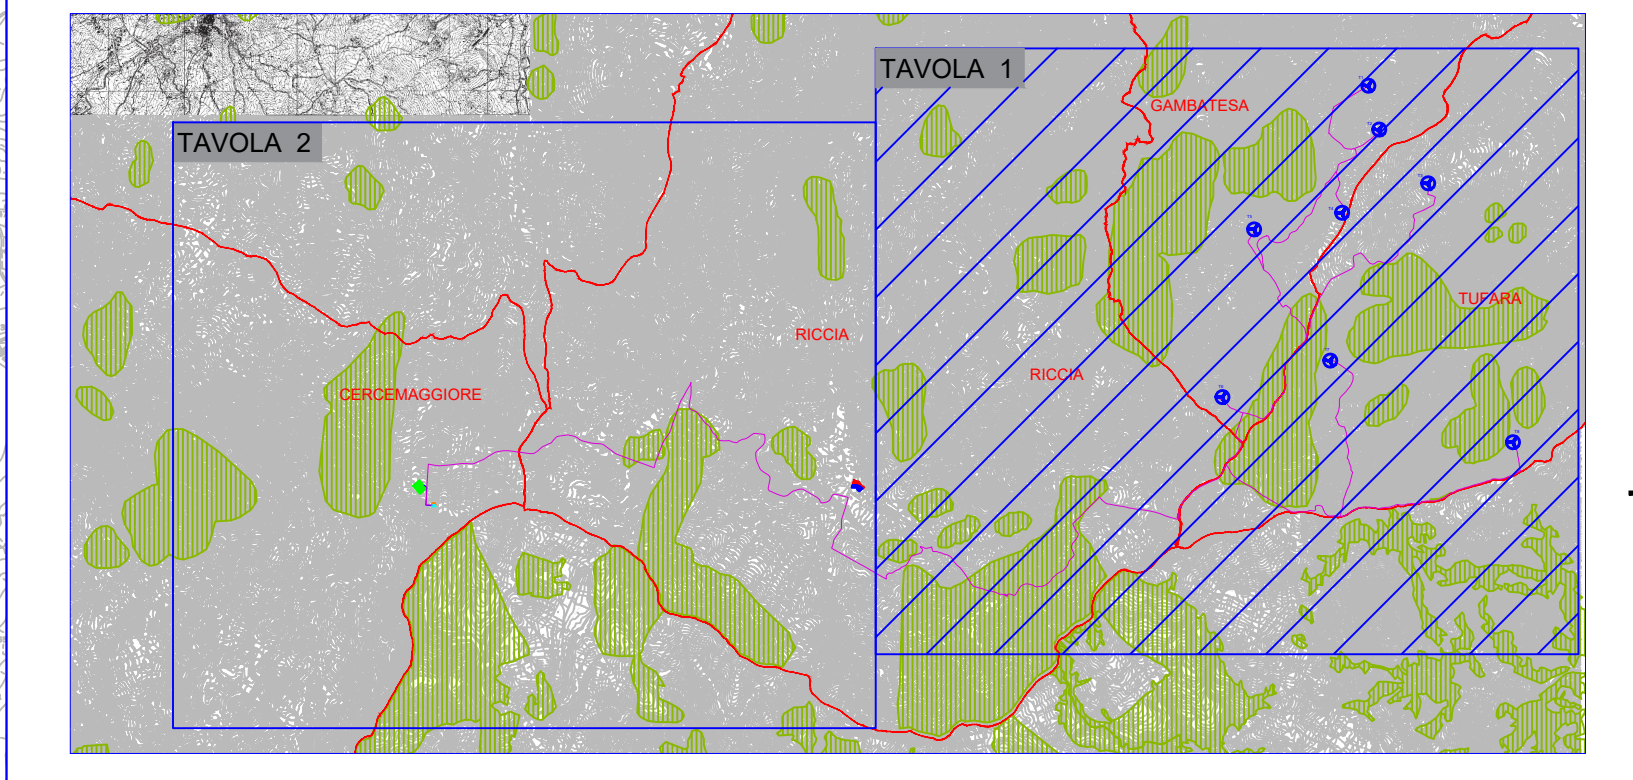 TAVOLA 1
GAMBATESA
TAVOLA 2
TUFARA
RICCIA
RICCIA
CERCEMAGGIORE